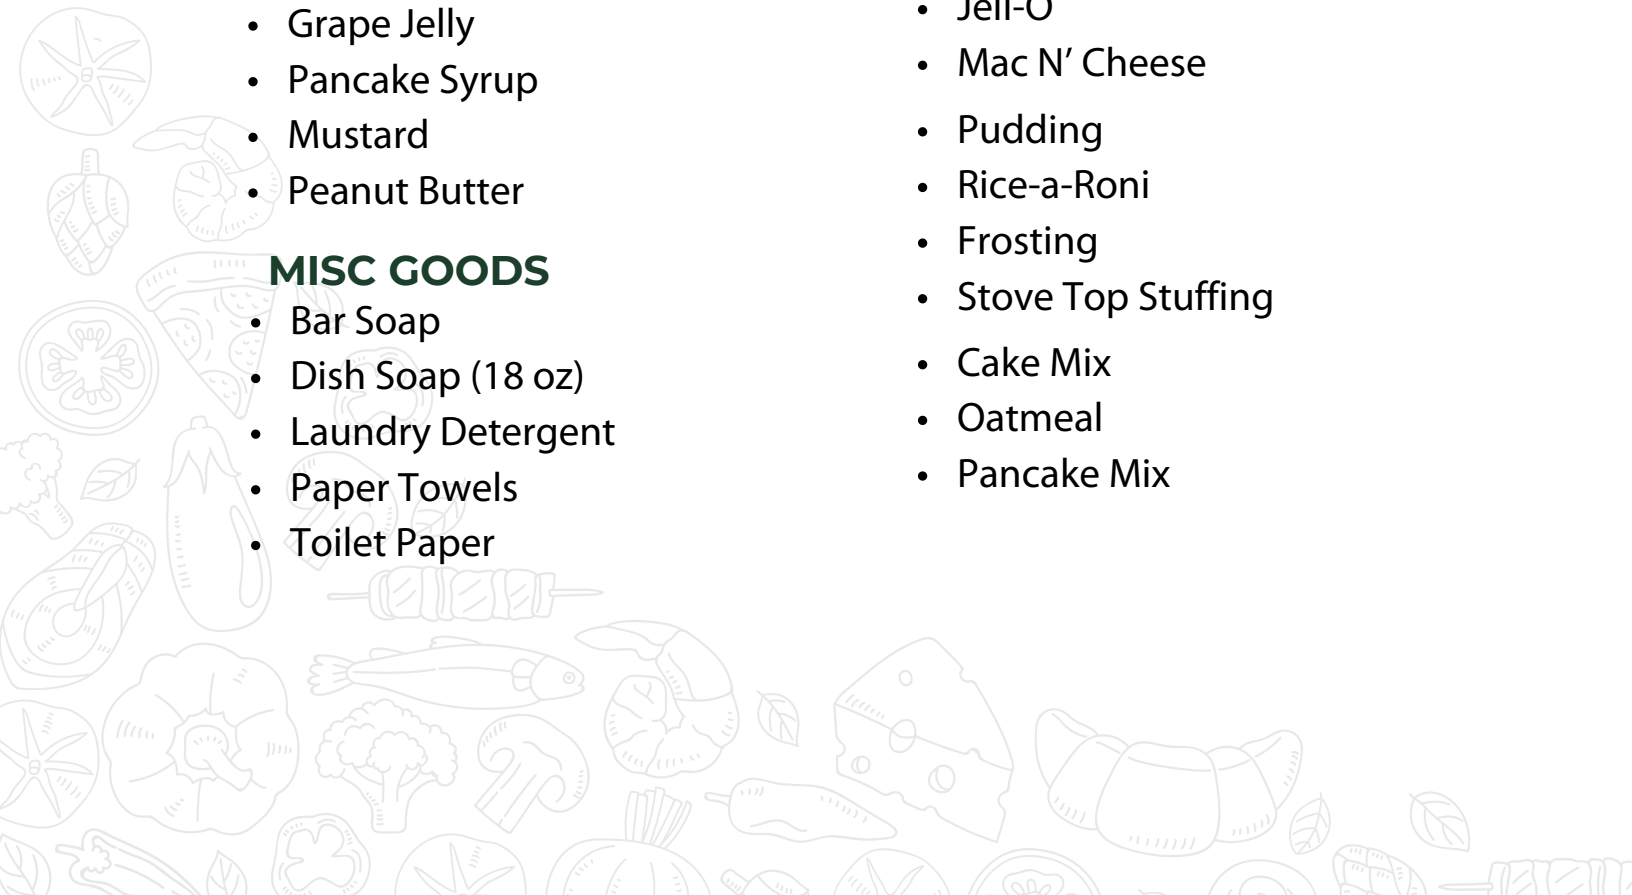 • Grape Jelly
• Pancake Syrup
• Mustard
• Peanut Butter
MISC GOODS
• Bar Soap
• Dish Soap (18 oz)
• Laundry Detergent
• Paper Towels
• Toilet Paper
• Jell-O
• Mac N’ Cheese
• Pudding
• Rice-a-Roni
• Frosting
• Stove Top Stuffing
• Cake Mix
• Oatmeal
• Pancake Mix